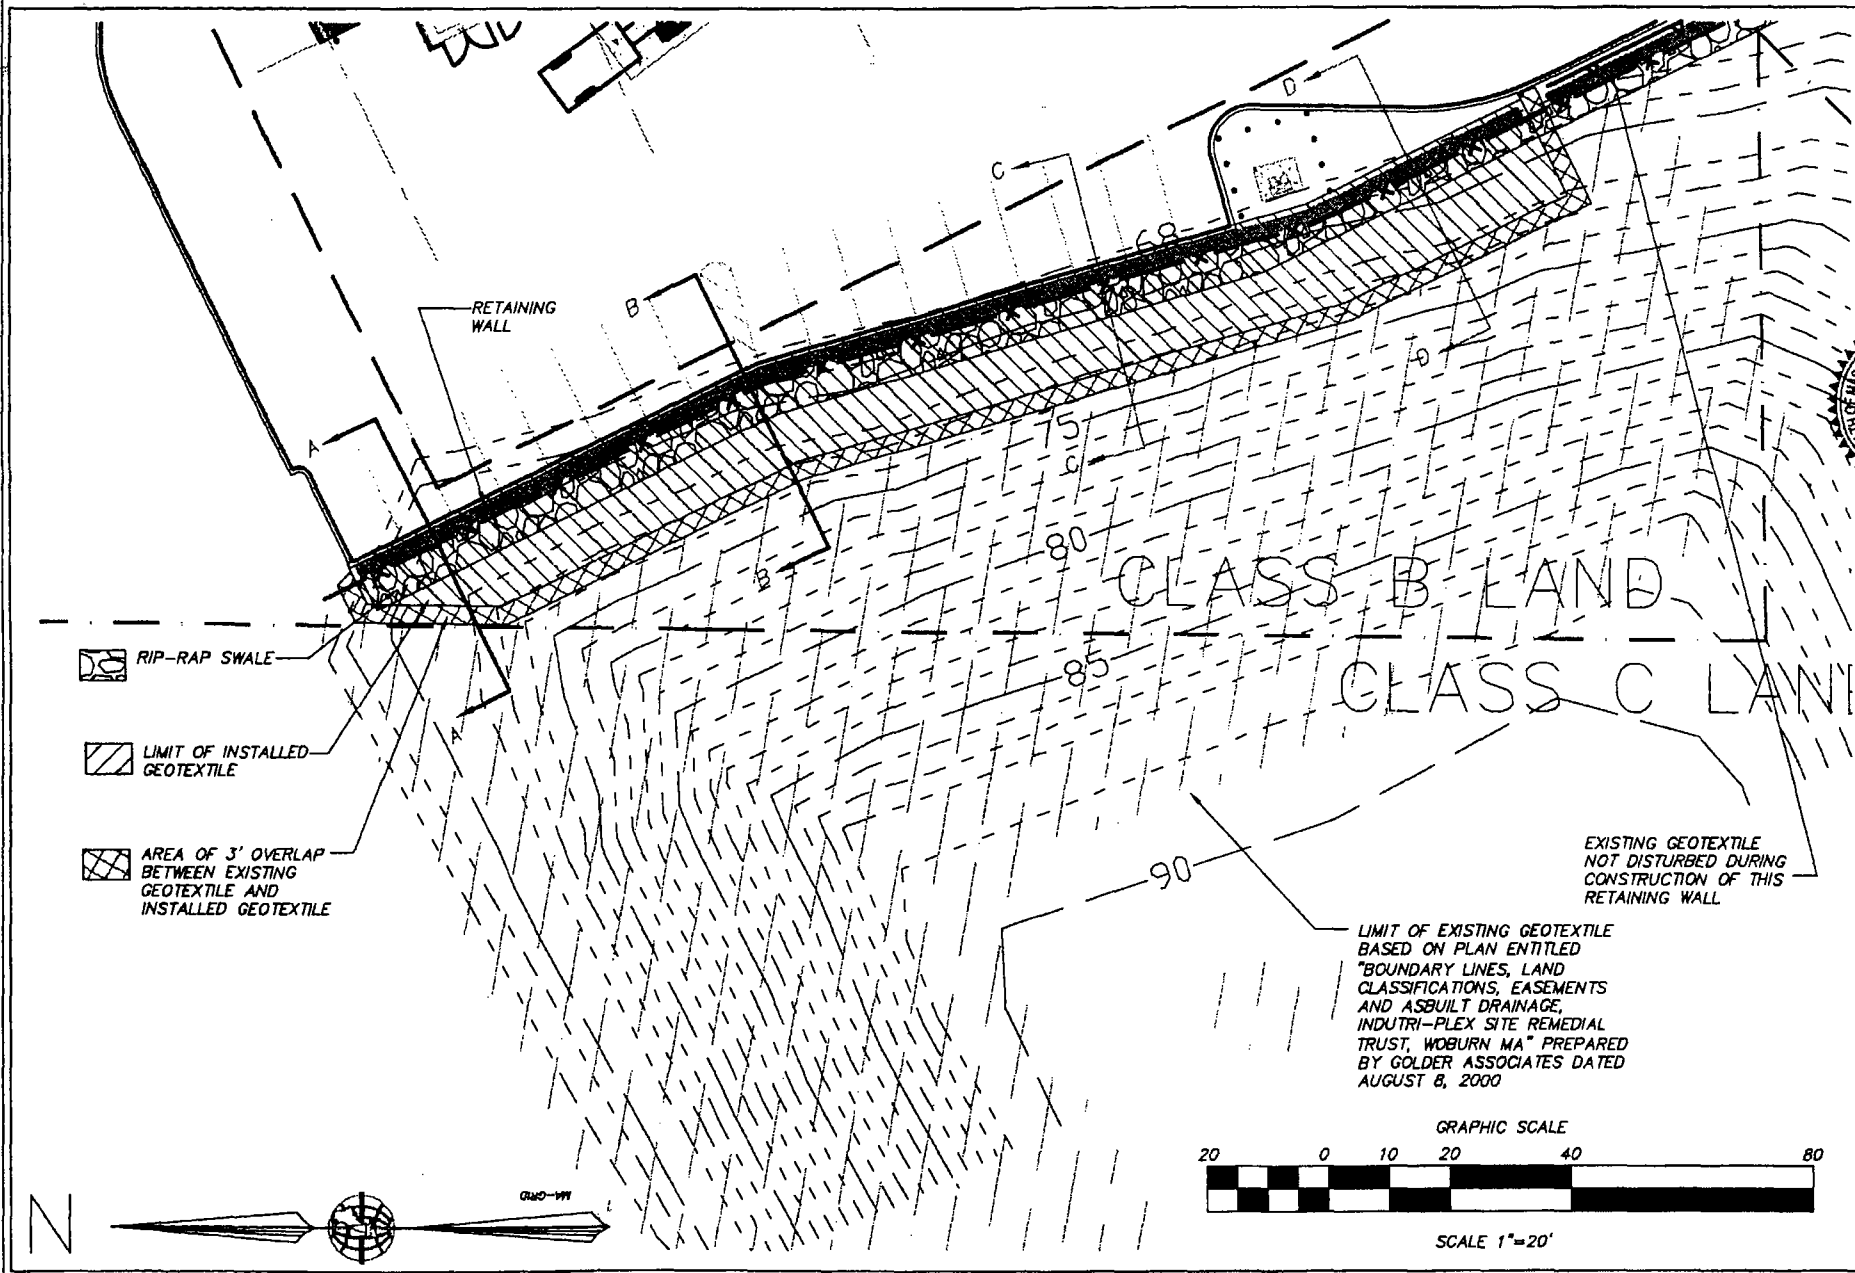 D
C
68
B
RETAINING
WALL
D
A
75
C
80
B
CLASS B LAND
RIP-RAP SWALE
85
CLASS C LAN
A
LIMIT OF INSTALLED
GEOTEXTILE
AREA OF 3' OVERLAP
BETWEEN EXISTING
GEOTEXTILE AND
INSTALLED GEOTEXTILE
90
EXISTING GEOTEXTILE
NOT DISTURBED DURING
CONSTRUCTION OF THIS
RETAINING WALL
LIMIT OF EXISTING GEOTEXTILE
BASED ON PLAN ENTITLED
"BOUNDARY LINES, LAND
CLASSIFICATIONS, EASEMENTS
AND ASBUILT DRAINAGE,
INDUTRI-PLEX SITE REMEDIAL
TRUST, WOBURN MA" PREPARED
BY GOLDER ASSOCIATES DATED
AUGUST 8, 2000
GRAPHIC SCALE
20 0 10 20 40 80
SCALE 1"=20'
N
MA-GRID